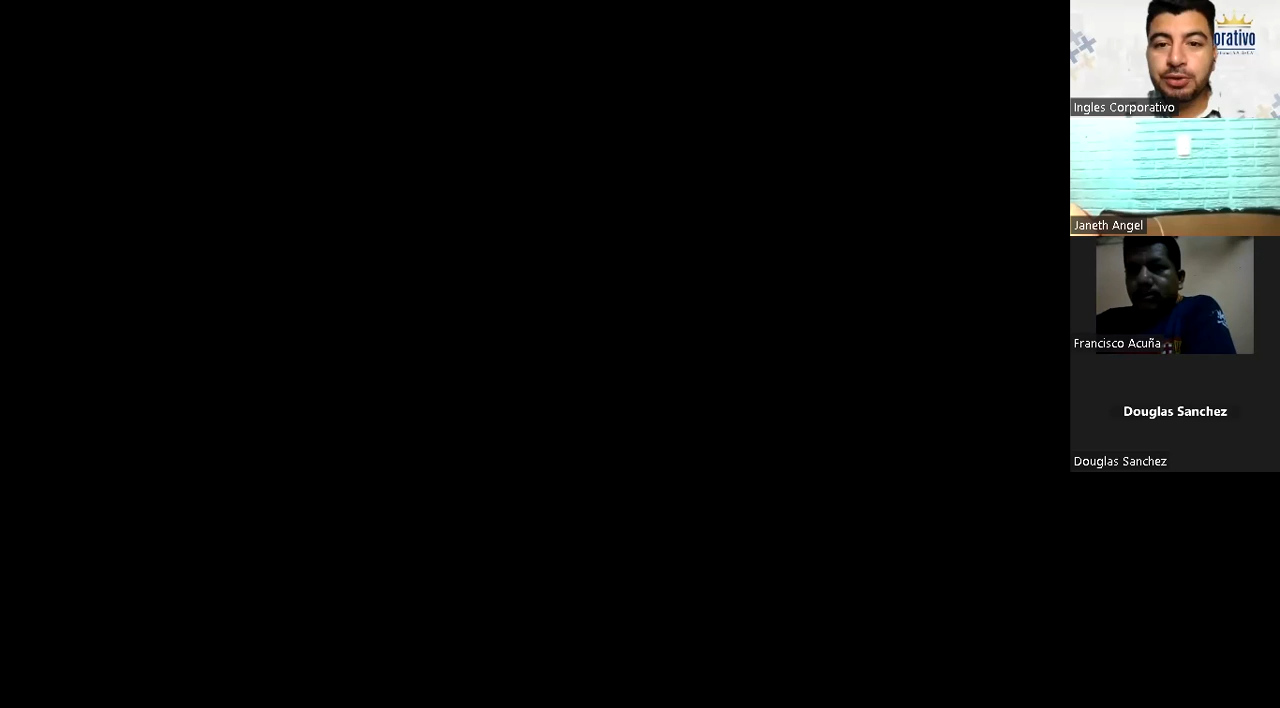 orativo
Ingles Corporativo
Janeth Angel
Francisco Acuña
Douglas Sanchez
Douglas Sanchez